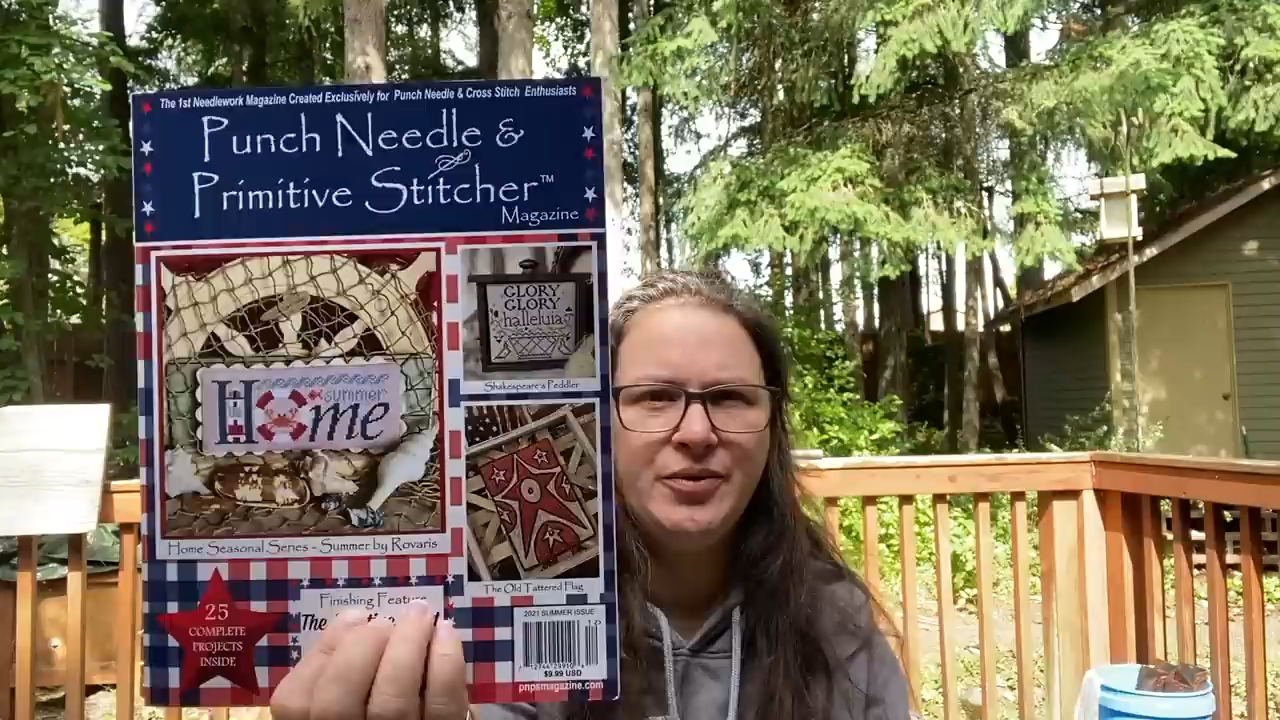 The 1st Needlework Magazine Created Exclusively for Punch Needle & Cross Stitch Enthusiasts
Punch Needle &
Primitive Stitcher™
Magazine
summer
Home
Home Seasonal Series - Summer by Rovaris
GLORY
GLORY
halleluia
Shakespeare's Peddler
The Old Tattered Flag
25
COMPLETE
PROJECTS
INSIDE
Finishing Feature
The
2021 SUMMER ISSUE
$9.99 USD
pnpsmagazine.com